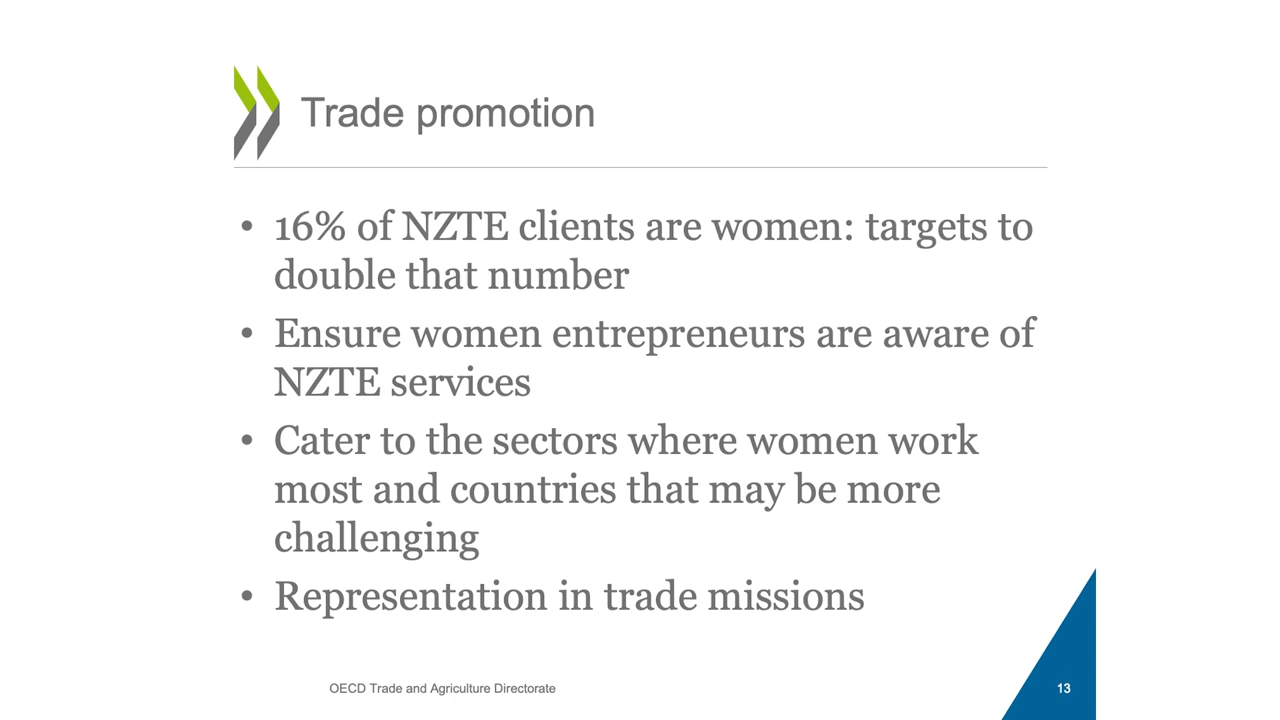 Trade promotion
• 16% of NZTE clients are women: targets to
double that number
• Ensure women entrepreneurs are aware of
NZTE services
• Cater to the sectors where women work
most and countries that may be more
challenging
• Representation in trade missions
OECD Trade and Agriculture Directorate
13